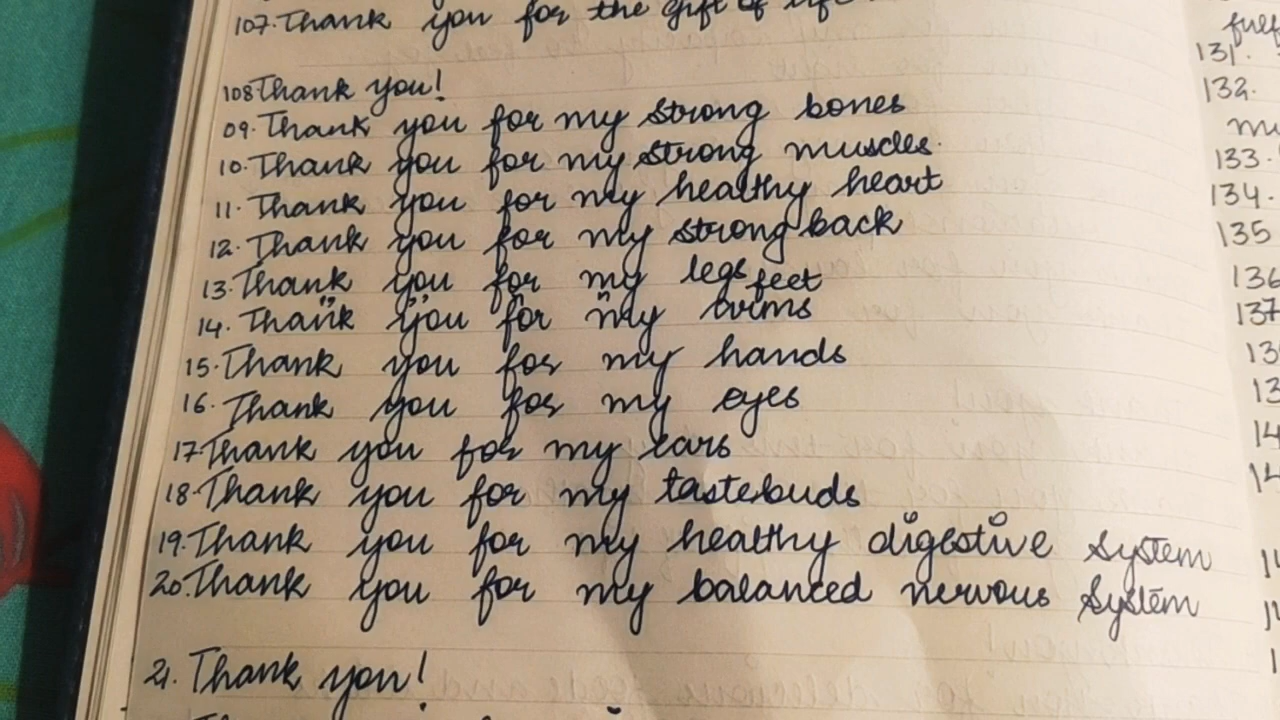 107. Thank you for the gift of life
108 Thank you!
09. Thank you for my strong bones
10. Thank you for my strong muscles.
11. Thank you for my healthy heart
12. Thank you for my strong back
13. Thank you for my legs feet
14. Thank you for my arms
15. Thank you for my hands
16. Thank you for my eyes
17 Thank you for my ears
18. Thank you for my tastebuds
19. Thank you for my healthy digestive system
20. Thank you for my balanced nervous system
21. Thank you!
131.
132.
133.
134.
135
136
137